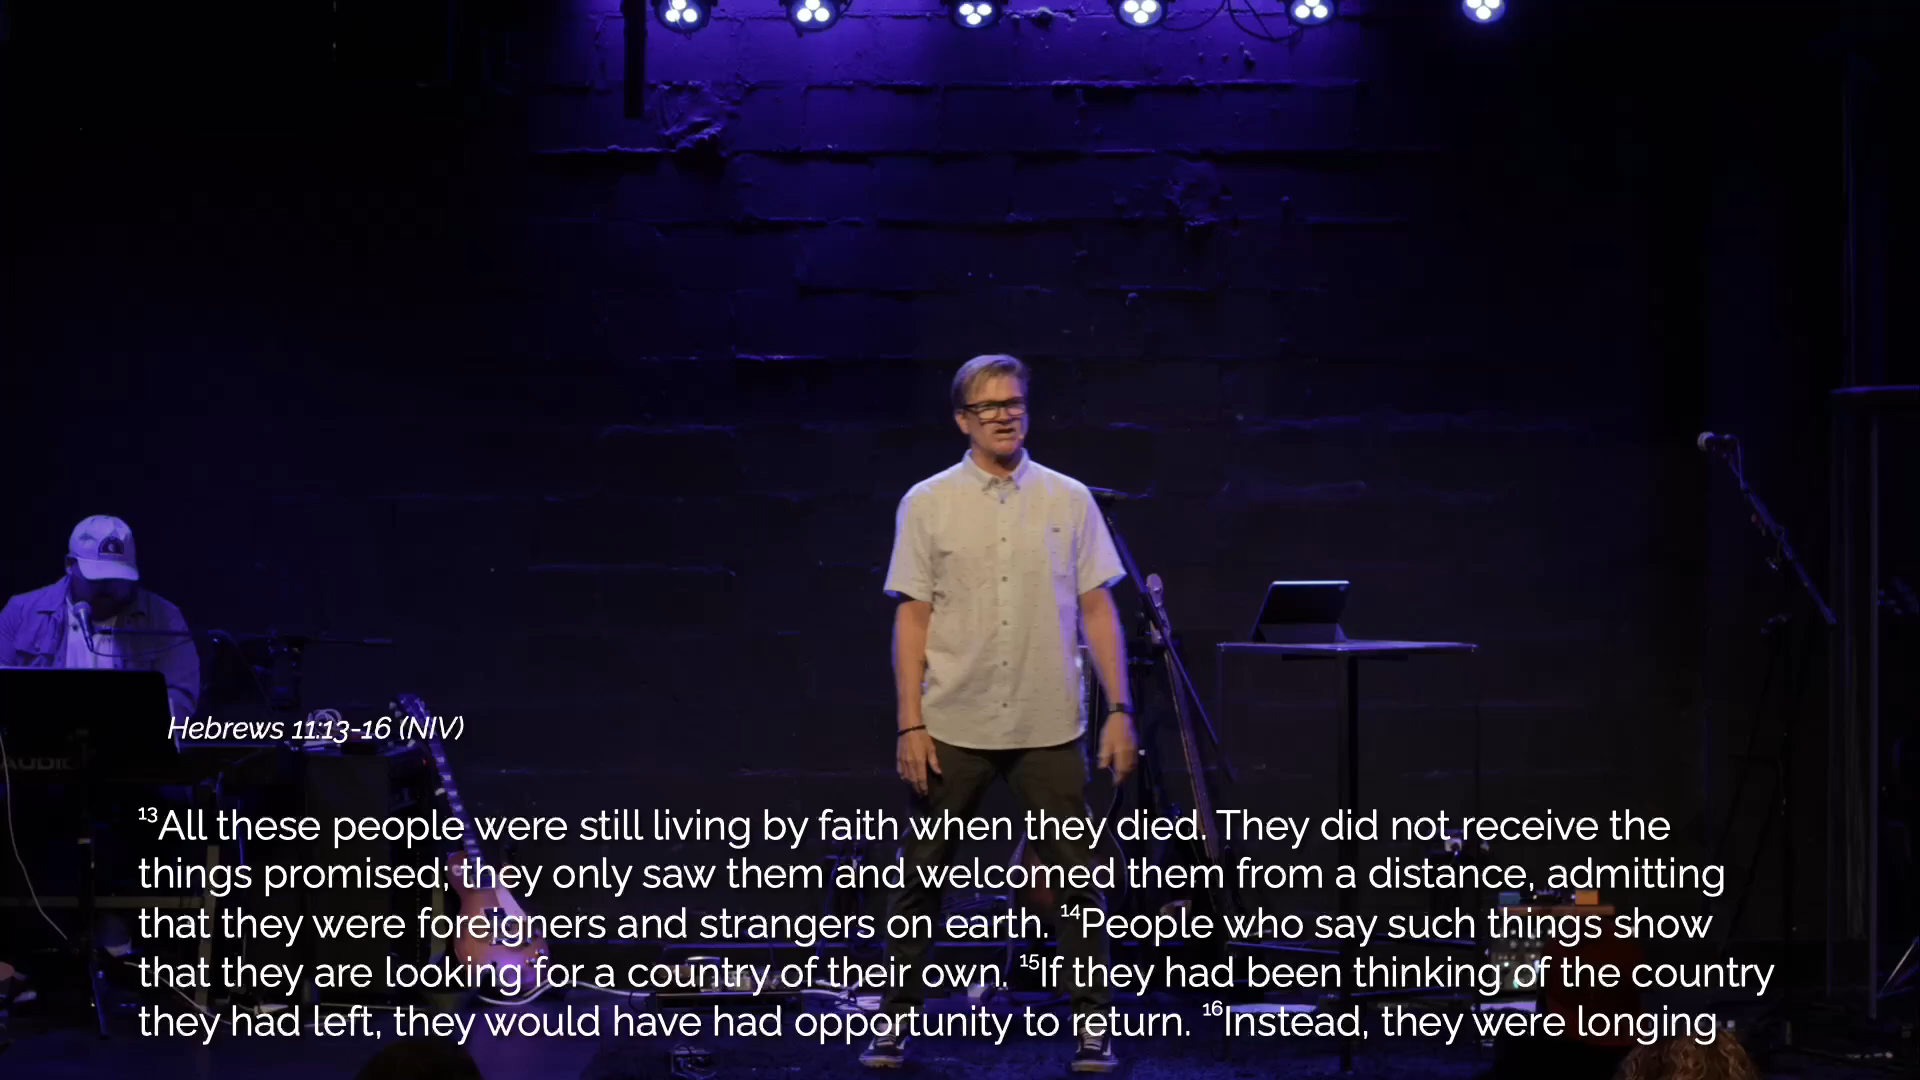 AUDIO
Hebrews 11:13-16 (NIV)
¹³All these people were still living by faith when they died. They did not receive the
things promised; they only saw them and welcomed them from a distance, admitting
that they were foreigners and strangers on earth. ¹⁴People who say such things show
that they are looking for a country of their own. ¹⁵If they had been thinking of the country
they had left, they would have had opportunity to return. ¹⁶Instead, they were longing